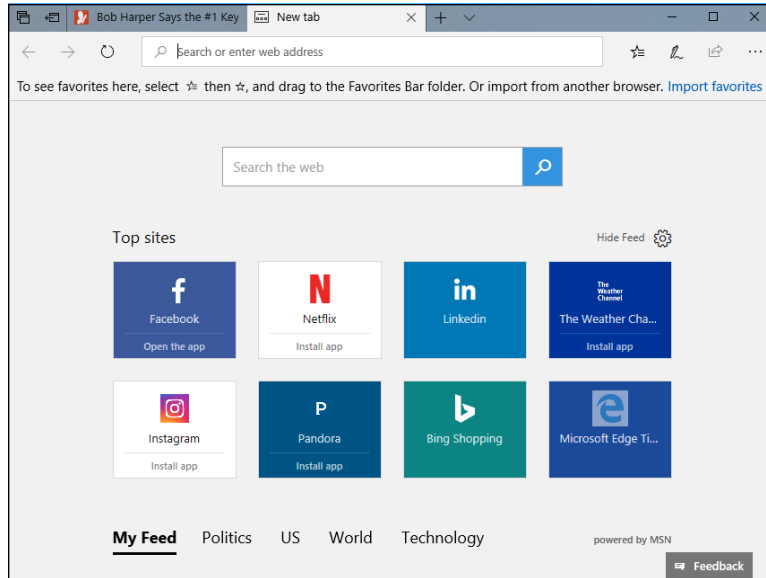 Bob Harper Says the #1 Key
New tab
Search or enter web address
To see favorites here, select then , and drag to the Favorites Bar folder. Or import from another browser. Import favorites
Search the web
Top sites
Hide Feed
f
N
in
The
Weather
Channel
Facebook
Netflix
Linkedin
The Weather Cha...
Open the app
Install app
Install app
P
Instagram
Pandora
Bing Shopping
Microsoft Edge Ti...
Install app
Install app
My Feed Politics US World Technology
powered by MSN
Feedback